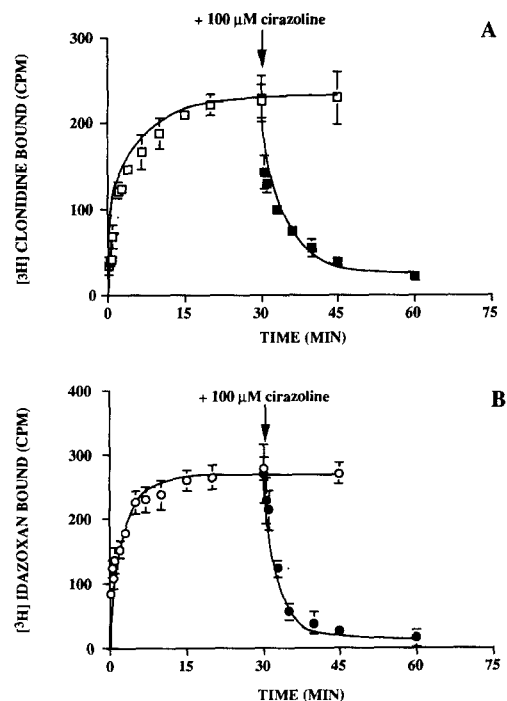 + 100 µM cirazoline
A
[3H] CLONIDINE BOUND (CPM)
300
200
100
0
0 15 30 45 60 75
TIME (MIN)
+ 100 µM cirazoline
B
[3H] IDAZOXAN BOUND (CPM)
400
300
200
100
0
0 15 30 45 60 75
TIME (MIN)